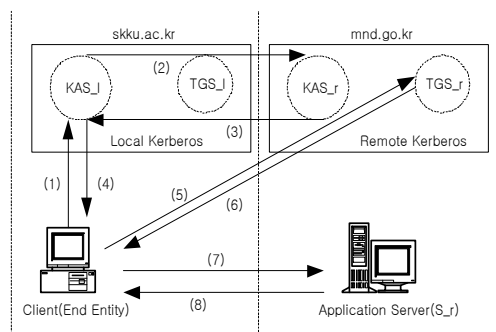 skku.ac.kr
mnd.go.kr
(2)
KAS_l
TGS_l
KAS_r
TGS_r
(3)
Local Kerberos
Remote Kerberos
(1)
(4)
(5)
(6)
(7)
(8)
Client(End Entity)
Application Server(S_r)